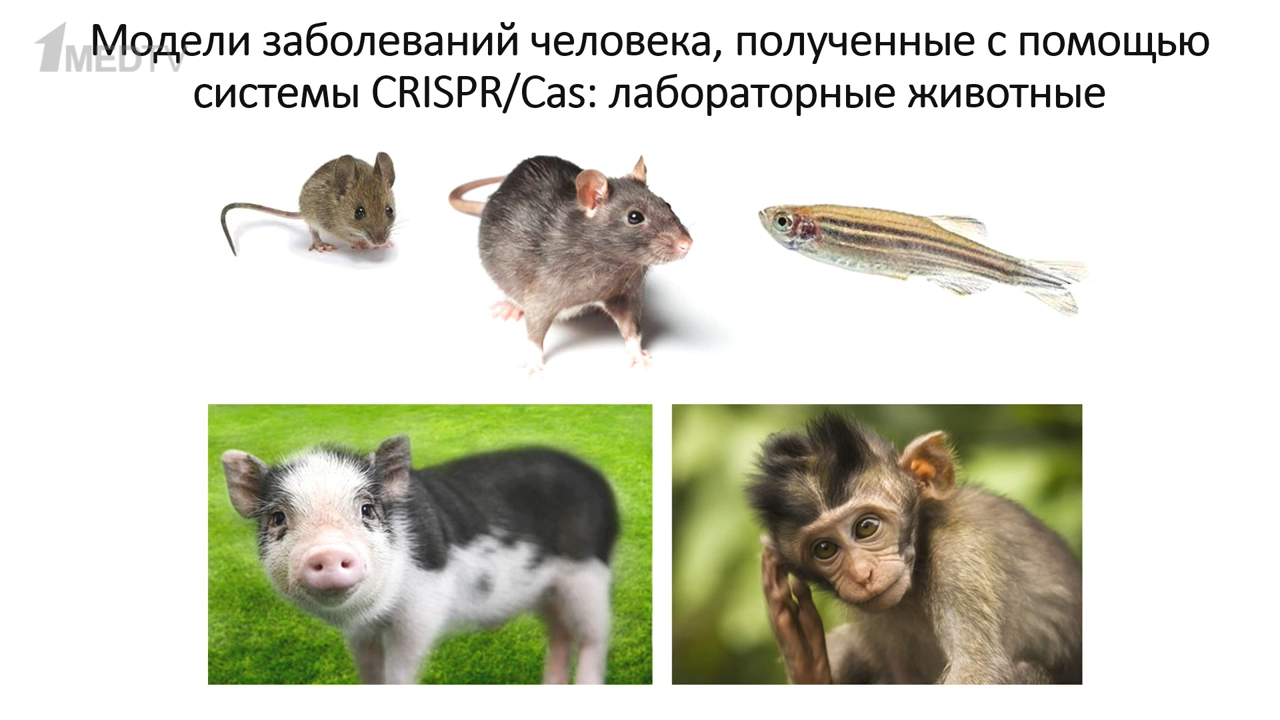 Модели заболеваний человека, полученные с помощью
системы CRISPR/Cas: лабораторные животные
1MEDTV